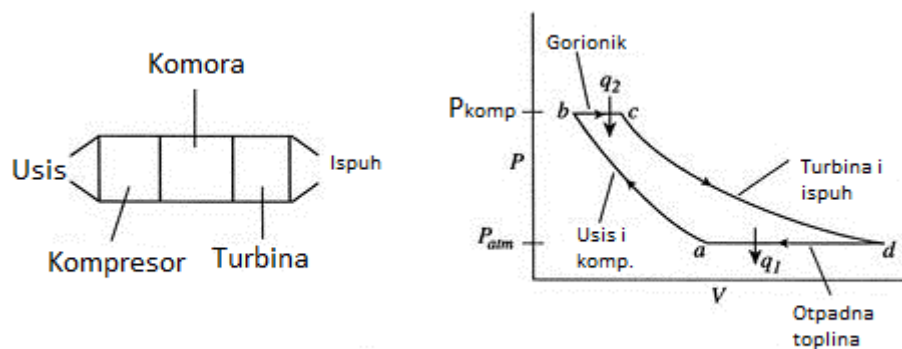 Komora
Usis
Ispuh
Kompresor
Turbina
Gorionik
q2
Pkomp
b
c
P
Turbina i
ispuh
Usis i
komp.
Patm
a
d
q1
V
Otpadna
toplina